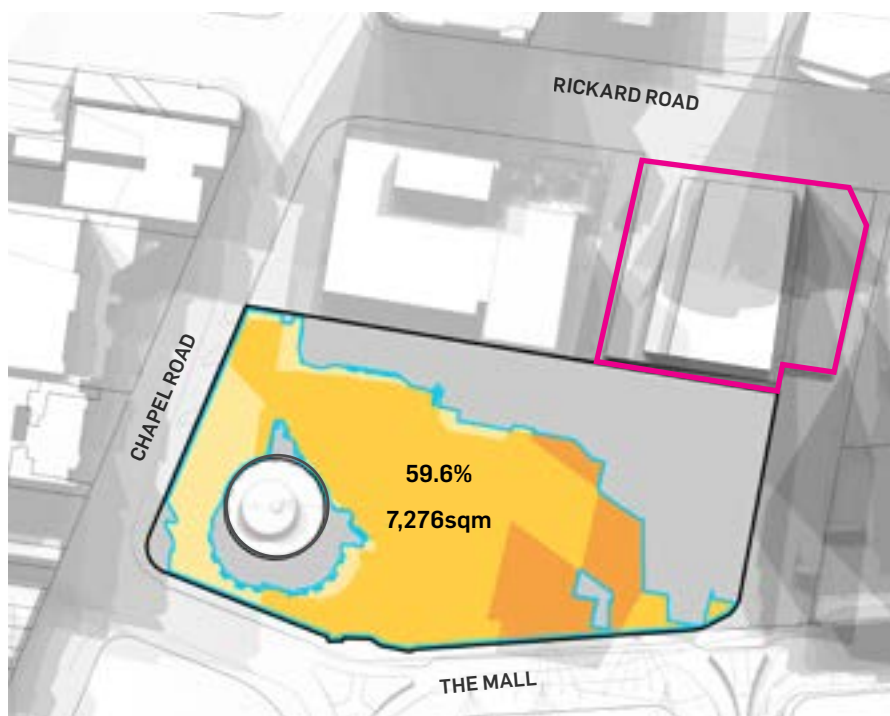 RICKARD ROAD
CHAPEL ROAD
59.6%
7,276sqm
THE MALL